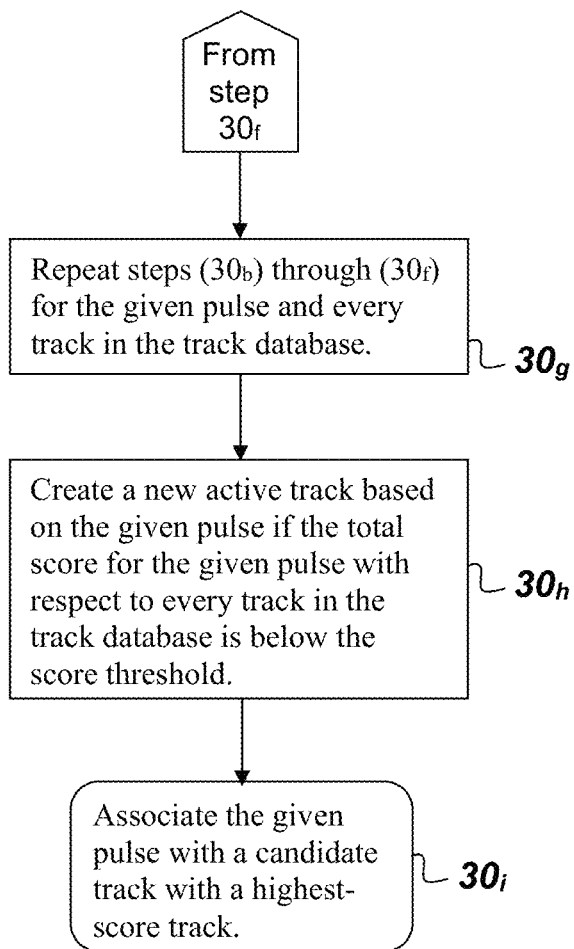 From
step
30f
Repeat steps (30b) through (30f)
for the given pulse and every
track in the track database.
30g
Create a new active track based
on the given pulse if the total
score for the given pulse with
respect to every track in the
track database is below the
score threshold.
30h
Associate the given
pulse with a candidate
track with a highest-
score track.
30i